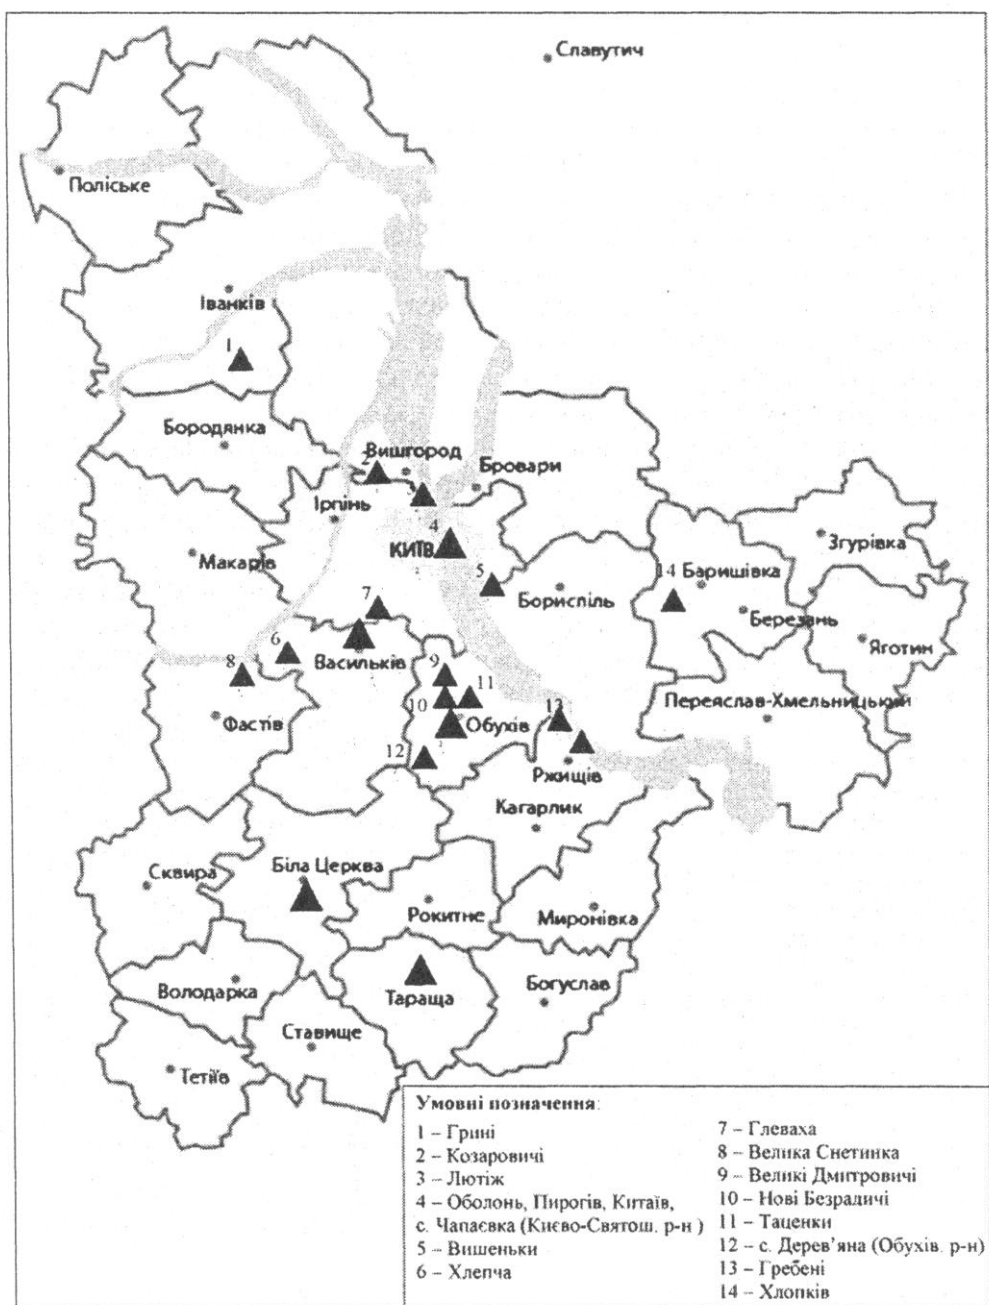 Славутич
Поліське
Іванків
1
Бородянка
Вишгород
2
Бровари
3
Ірпінь
4
КИЇВ
Макарів
Згурівка
14
Баришівка
5
Бориспіль
7
Березань
Яготин
6
Васильків
8
9
11
10
Переяслав-Хмельницький
Фастів
Обухів
13
12
Ржищів
Кагарлик
Біла Церква
Сквира
Рокитне
Миронівка
Володарка
Тараща
Богуслав
Ставище
Тетіїв
Умовні позначення:
1 – Грині
2 – Козаровичі
3 – Лютіж
4 – Оболонь, Пирогів, Китаїв,
с. Чапаєвка (Києво-Святош. р-н )
5 – Вишеньки
6 – Хлепча
7 – Глеваха
8 – Велика Снетинка
9 – Великі Дмитровичі
10 – Нові Безрадичі
11 – Таценки
12 – с. Дерев’яна (Обухів. р-н)
13 – Гребені
14 – Хлопків